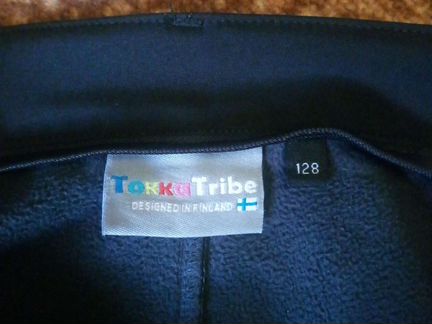 TokkaTribe
DESIGNED IN FINLAND
128